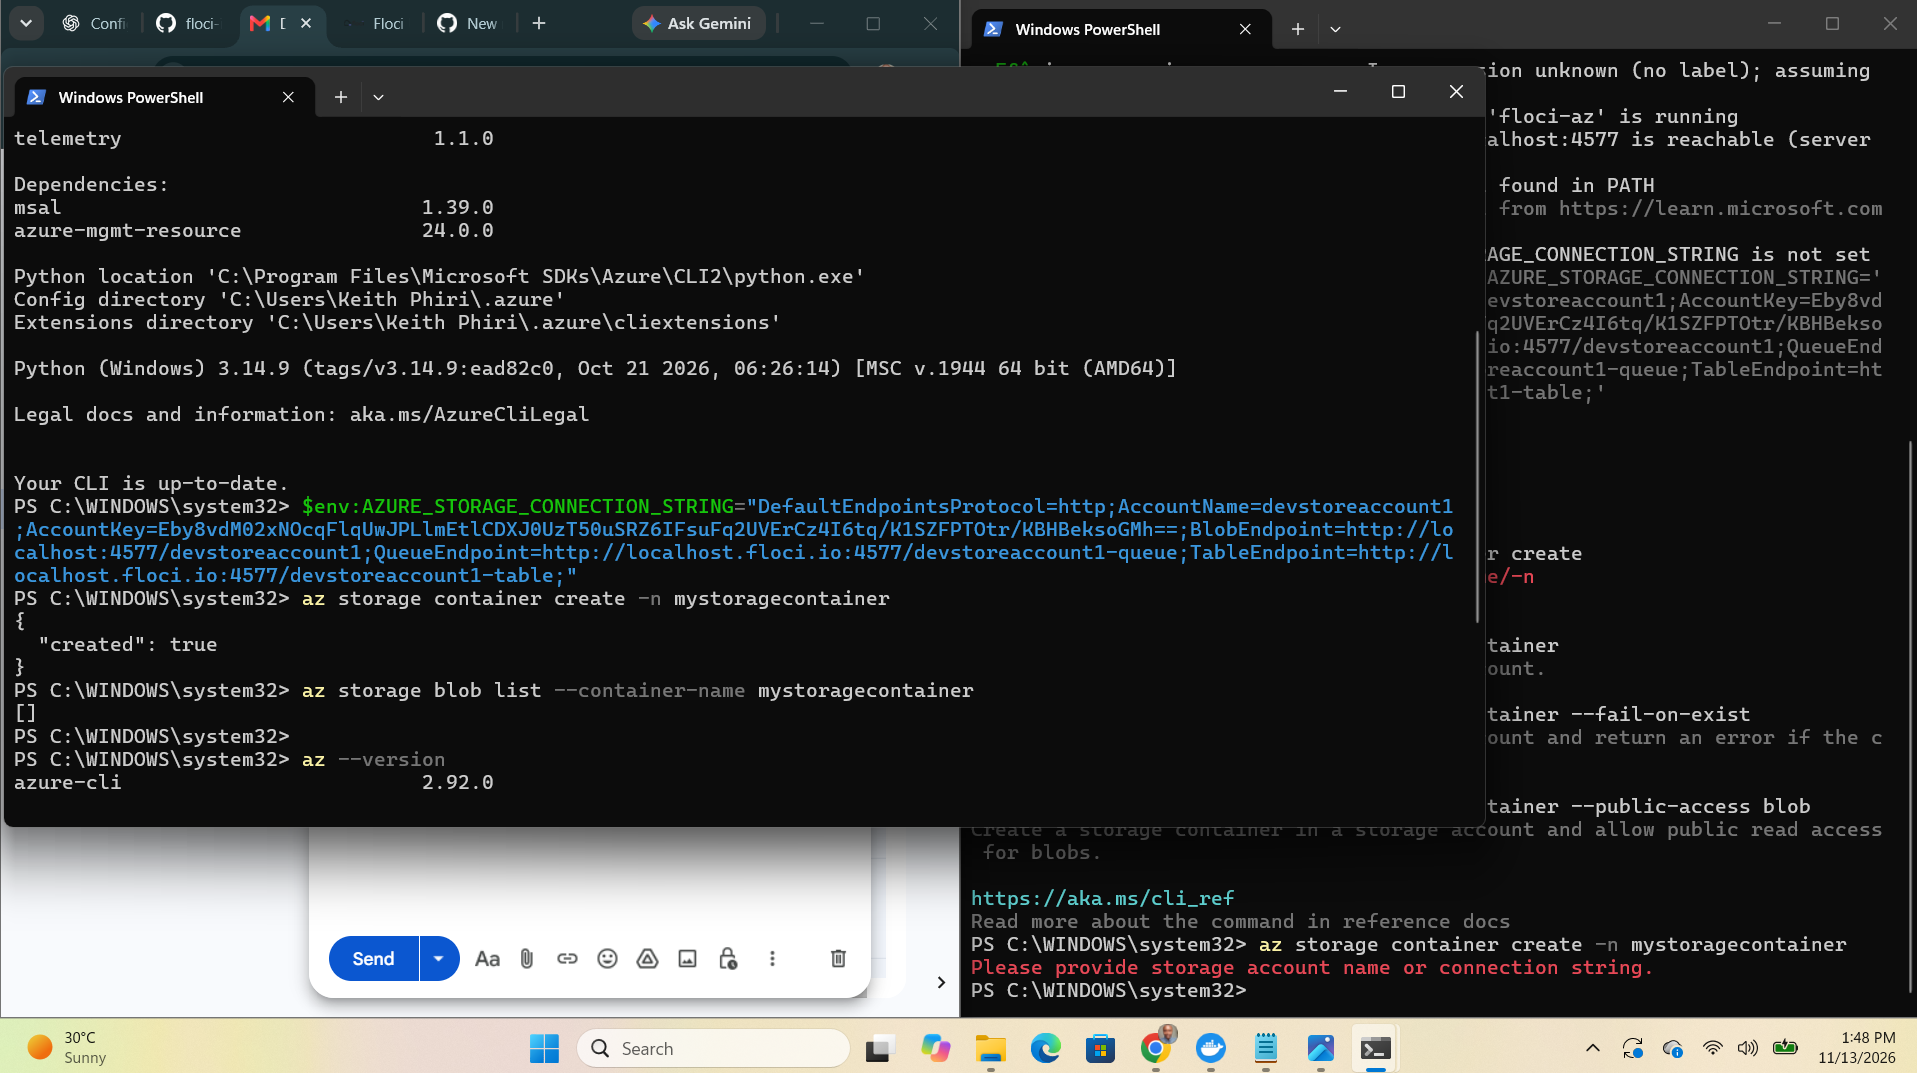 Confi
floci-
D
Floci
New
Ask Gemini
Windows PowerShell
ion unknown (no label); assuming
'floci-az' is running
alhost:4577 is reachable (server
found in PATH
from https://learn.microsoft.com
AGE_CONNECTION_STRING is not set
AZURE_STORAGE_CONNECTION_STRING='
evstoreaccount1;AccountKey=Eby8vd
q2UVErCz4I6tq/K1SZFPTOtr/KBHBekso
io:4577/devstoreaccount1;QueueEnd
reaccount1-queue;TableEndpoint=ht
t1-table;'
r create
e/-n
tainer
ount.
tainer --fail-on-exist
ount and return an error if the c
tainer --public-access blob
Create a storage container in a storage account and allow public read access
for blobs.
https://aka.ms/cli_ref
Read more about the command in reference docs
PS C:\WINDOWS\system32> az storage container create -n mystoragecontainer
Please provide storage account name or connection string.
PS C:\WINDOWS\system32>
Windows PowerShell
telemetry 1.1.0
Dependencies:
msal 1.39.0
azure-mgmt-resource 24.0.0
Python location 'C:\Program Files\Microsoft SDKs\Azure\CLI2\python.exe'
Config directory 'C:\Users\Keith Phiri\.azure'
Extensions directory 'C:\Users\Keith Phiri\.azure\cliextensions'
Python (Windows) 3.14.9 (tags/v3.14.9:ead82c0, Oct 21 2026, 06:26:14) [MSC v.1944 64 bit (AMD64)]
Legal docs and information: aka.ms/AzureCliLegal
Your CLI is up-to-date.
PS C:\WINDOWS\system32> $env:AZURE_STORAGE_CONNECTION_STRING="DefaultEndpointsProtocol=http;AccountName=devstoreaccount1
;AccountKey=Eby8vdM02xNOcqFlqUwJPLlmEtlCDXJ0UzT50uSRZ6IFsuFq2UVErCz4I6tq/K1SZFPTOtr/KBHBeksoGMh==;BlobEndpoint=http://lo
calhost:4577/devstoreaccount1;QueueEndpoint=http://localhost.floci.io:4577/devstoreaccount1-queue;TableEndpoint=http://l
ocalhost.floci.io:4577/devstoreaccount1-table;"
PS C:\WINDOWS\system32> az storage container create -n mystoragecontainer
{
"created": true
}
PS C:\WINDOWS\system32> az storage blob list --container-name mystoragecontainer
[]
PS C:\WINDOWS\system32>
PS C:\WINDOWS\system32> az --version
azure-cli 2.92.0
Send
Aa
30°C
Sunny
Search
1:48 PM
11/13/2026